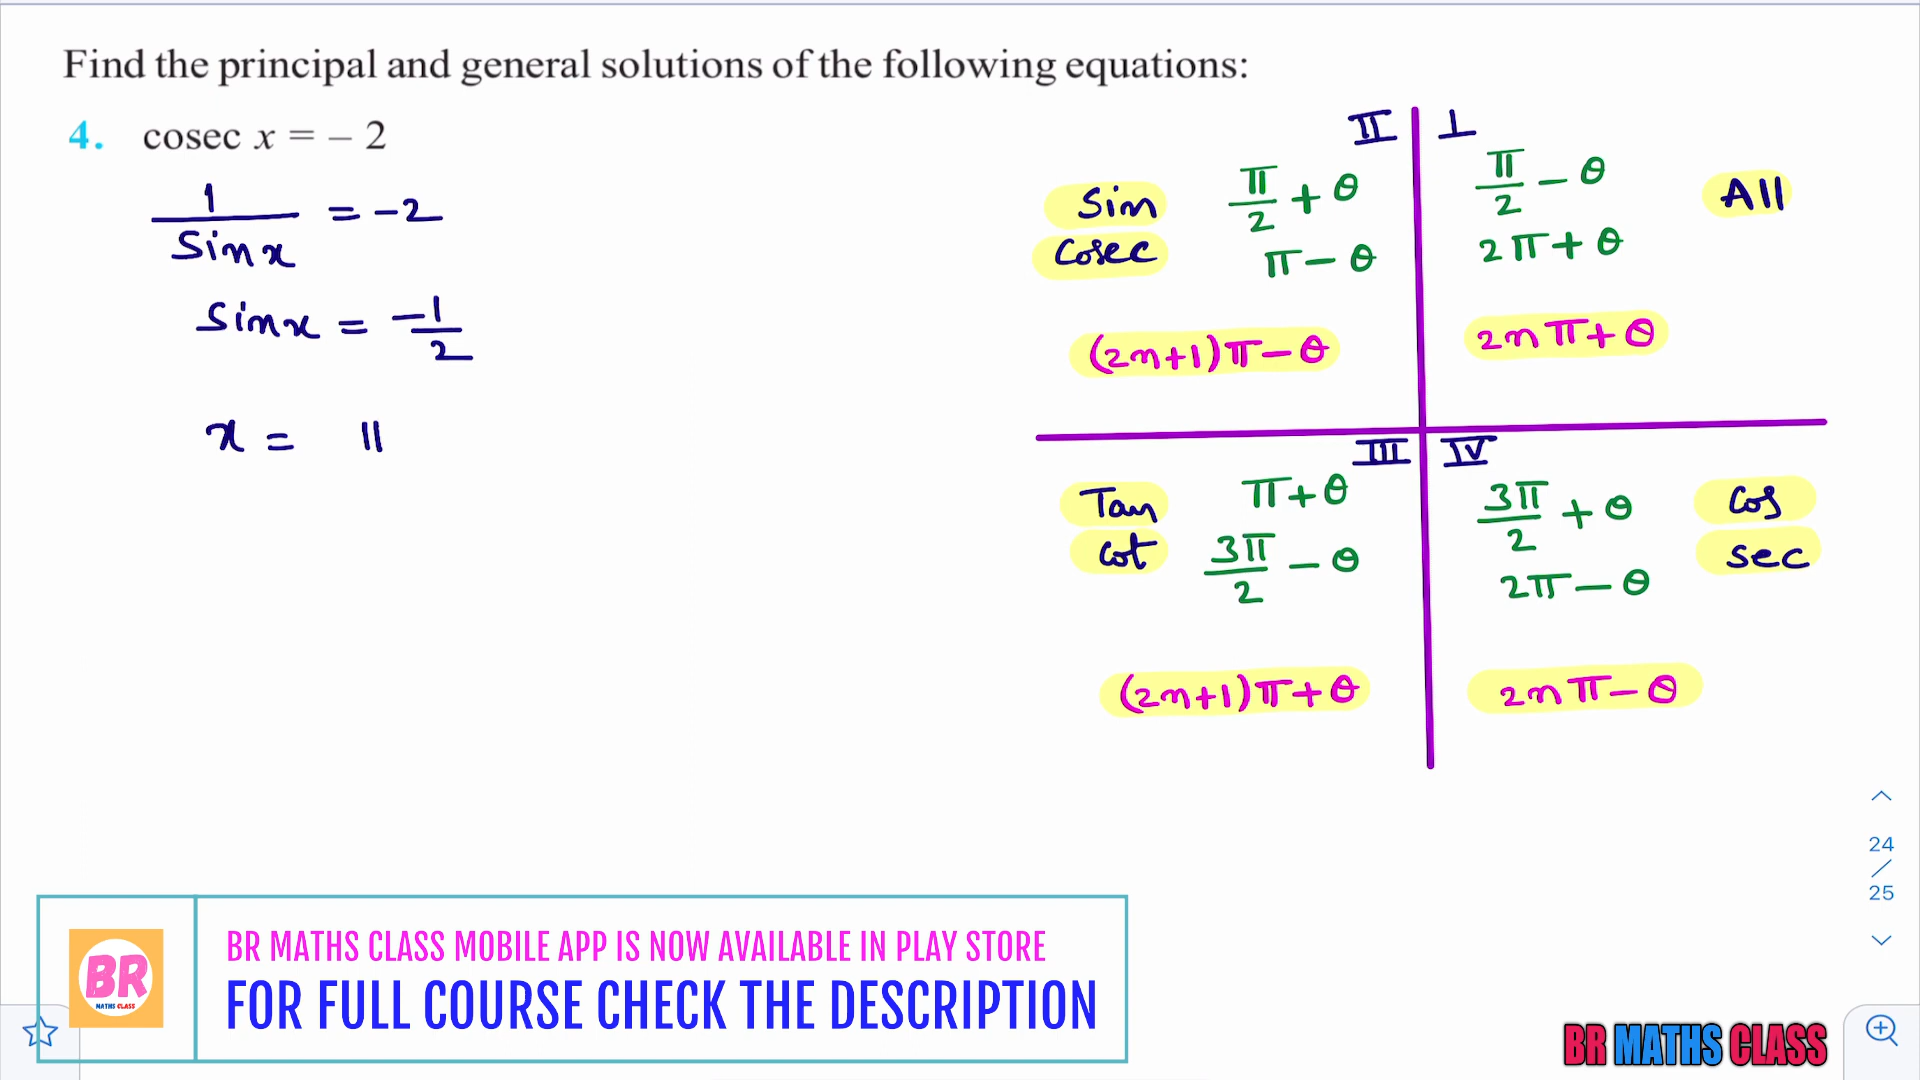 Find the principal and general solutions of the following equations:
4. cosec x = – 2
1/Sin x = -2
Sin x = -1/2
x = 11
II I
Sin π/2 + θ π/2 - θ All
Cosec π - θ 2π + θ
(2n+1)π - θ 2nπ + θ
III IV
Tan π + θ 3π/2 + θ Cos
Cot 3π/2 - θ 2π - θ Sec
(2n+1)π + θ 2nπ - θ
24
/
25
BR MATHS CLASS
BR MATHS CLASS MOBILE APP IS NOW AVAILABLE IN PLAY STORE
FOR FULL COURSE CHECK THE DESCRIPTION
BR MATHS CLASS